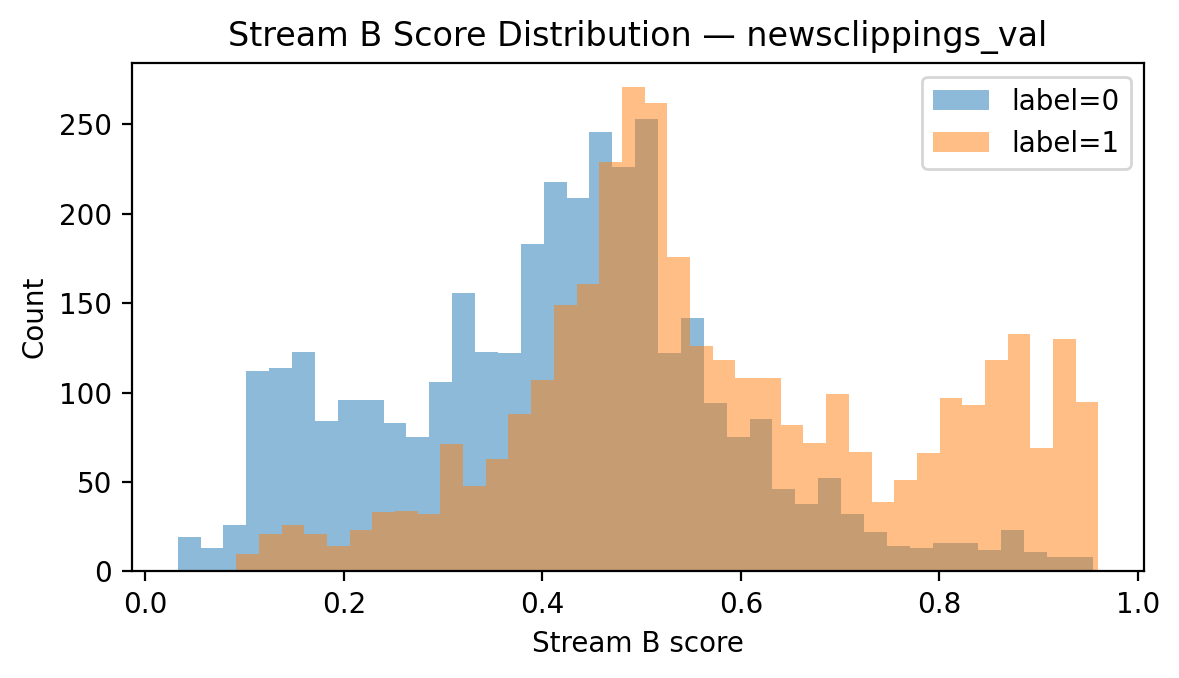 Stream B Score Distribution — newsclippings_val
label=0
label=1
Count
250
200
150
100
50
0
0.0 0.2 0.4 0.6 0.8 1.0
Stream B score